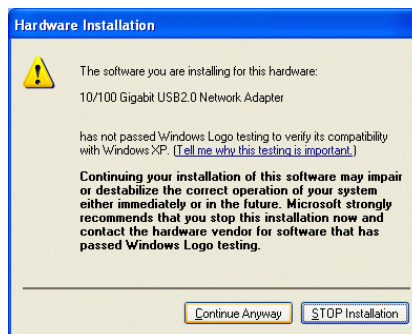 Hardware Installation
The software you are installing for this hardware:
10/100 Gigabit USB2.0 Network Adapter
has not passed Windows Logo testing to verify its compatibility
with Windows XP. (Tell me why this testing is important.)
Continuing your installation of this software may impair
or destabilize the correct operation of your system
either immediately or in the future. Microsoft strongly
recommends that you stop this installation now and
contact the hardware vendor for software that has
passed Windows Logo testing.
Continue Anyway
STOP Installation